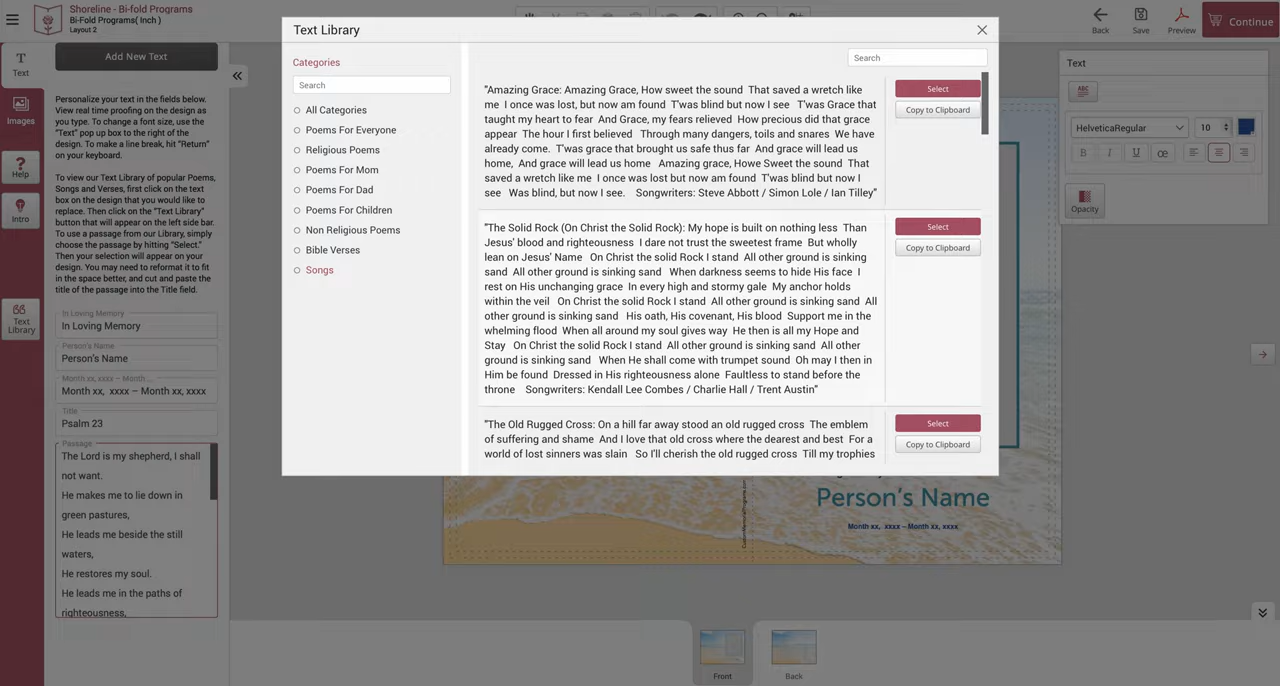 Shoreline - Bi-fold Programs
Bi-Fold Programs( Inch )
Layout 2
Back
Save
Preview
Continue
Text
Images
Help
Intro
Text
Library
Add New Text
Personalize your text in the fields below.
View real time proofing on the design as
you type. To change a font size, use the
"Text" pop up box to the right of the
design. To make a line break, hit "Return"
on your keyboard.
To view our Text Library of popular Poems,
Songs and Verses, first click on the text
box on the design that you would like to
replace. Then click on the "Text Library"
button that will appear on the left side bar.
To use a passage from our Library, simply
choose the passage by hitting "Select."
Then your selection will appear on your
design. You may need to reformat it to fit
in the space better, and cut and paste the
title of the passage into the Title field.
In Loving Memory
In Loving Memory
Person's Name
Person's Name
Month xx, xxxx – Month ...
Month xx,  xxxx – Month xx, xxxx
Title
Psalm 23
Passage
The Lord is my shepherd, I shall
not want.
He makes me to lie down in
green pastures,
He leads me beside the still
waters,
He restores my soul.
He leads me in the paths of
righteousness,
Text Library
Categories
Search
All Categories
Poems For Everyone
Religious Poems
Poems For Mom
Poems For Dad
Poems For Children
Non Religious Poems
Bible Verses
Songs
Search
"Amazing Grace: Amazing Grace, How sweet the sound  That saved a wretch like
me  I once was lost, but now am found  T'was blind but now I see   T'was Grace that
taught my heart to fear  And Grace, my fears relieved  How precious did that grace
appear  The hour I first believed   Through many dangers, toils and snares  We have
already come.  T'was grace that brought us safe thus far  And grace will lead us
home,  And grace will lead us home   Amazing grace, Howe Sweet the sound  That
saved a wretch like me  I once was lost but now am found  T'was blind but now I
see   Was blind, but now I see.   Songwriters: Steve Abbott / Simon Lole / Ian Tilley"
Select
Copy to Clipboard
"The Solid Rock (On Christ the Solid Rock): My hope is built on nothing less  Than
Jesus' blood and righteousness  I dare not trust the sweetest frame  But wholly
lean on Jesus' Name   On Christ the solid Rock I stand  All other ground is sinking
sand  All other ground is sinking sand   When darkness seems to hide His face  I
rest on His unchanging grace  In every high and stormy gale  My anchor holds
within the veil   On Christ the solid Rock I stand  All other ground is sinking sand  All
other ground is sinking sand   His oath, His covenant, His blood  Support me in the
whelming flood  When all around my soul gives way  He then is all my Hope and
Stay   On Christ the solid Rock I stand  All other ground is sinking sand  All other
ground is sinking sand   When He shall come with trumpet sound  Oh may I then in
Him be found  Dressed in His righteousness alone  Faultless to stand before the
throne   Songwriters: Kendall Lee Combes / Charlie Hall / Trent Austin"
Select
Copy to Clipboard
"The Old Rugged Cross: On a hill far away stood an old rugged cross  The emblem
of suffering and shame  And I love that old cross where the dearest and best  For a
world of lost sinners was slain   So I'll cherish the old rugged cross  Till my trophies
Select
Copy to Clipboard
Text
ABC
HelveticaRegular
10
B
I
U
œ
Opacity
Person's Name
Month xx,  xxxx – Month xx, xxxx
Front
Back